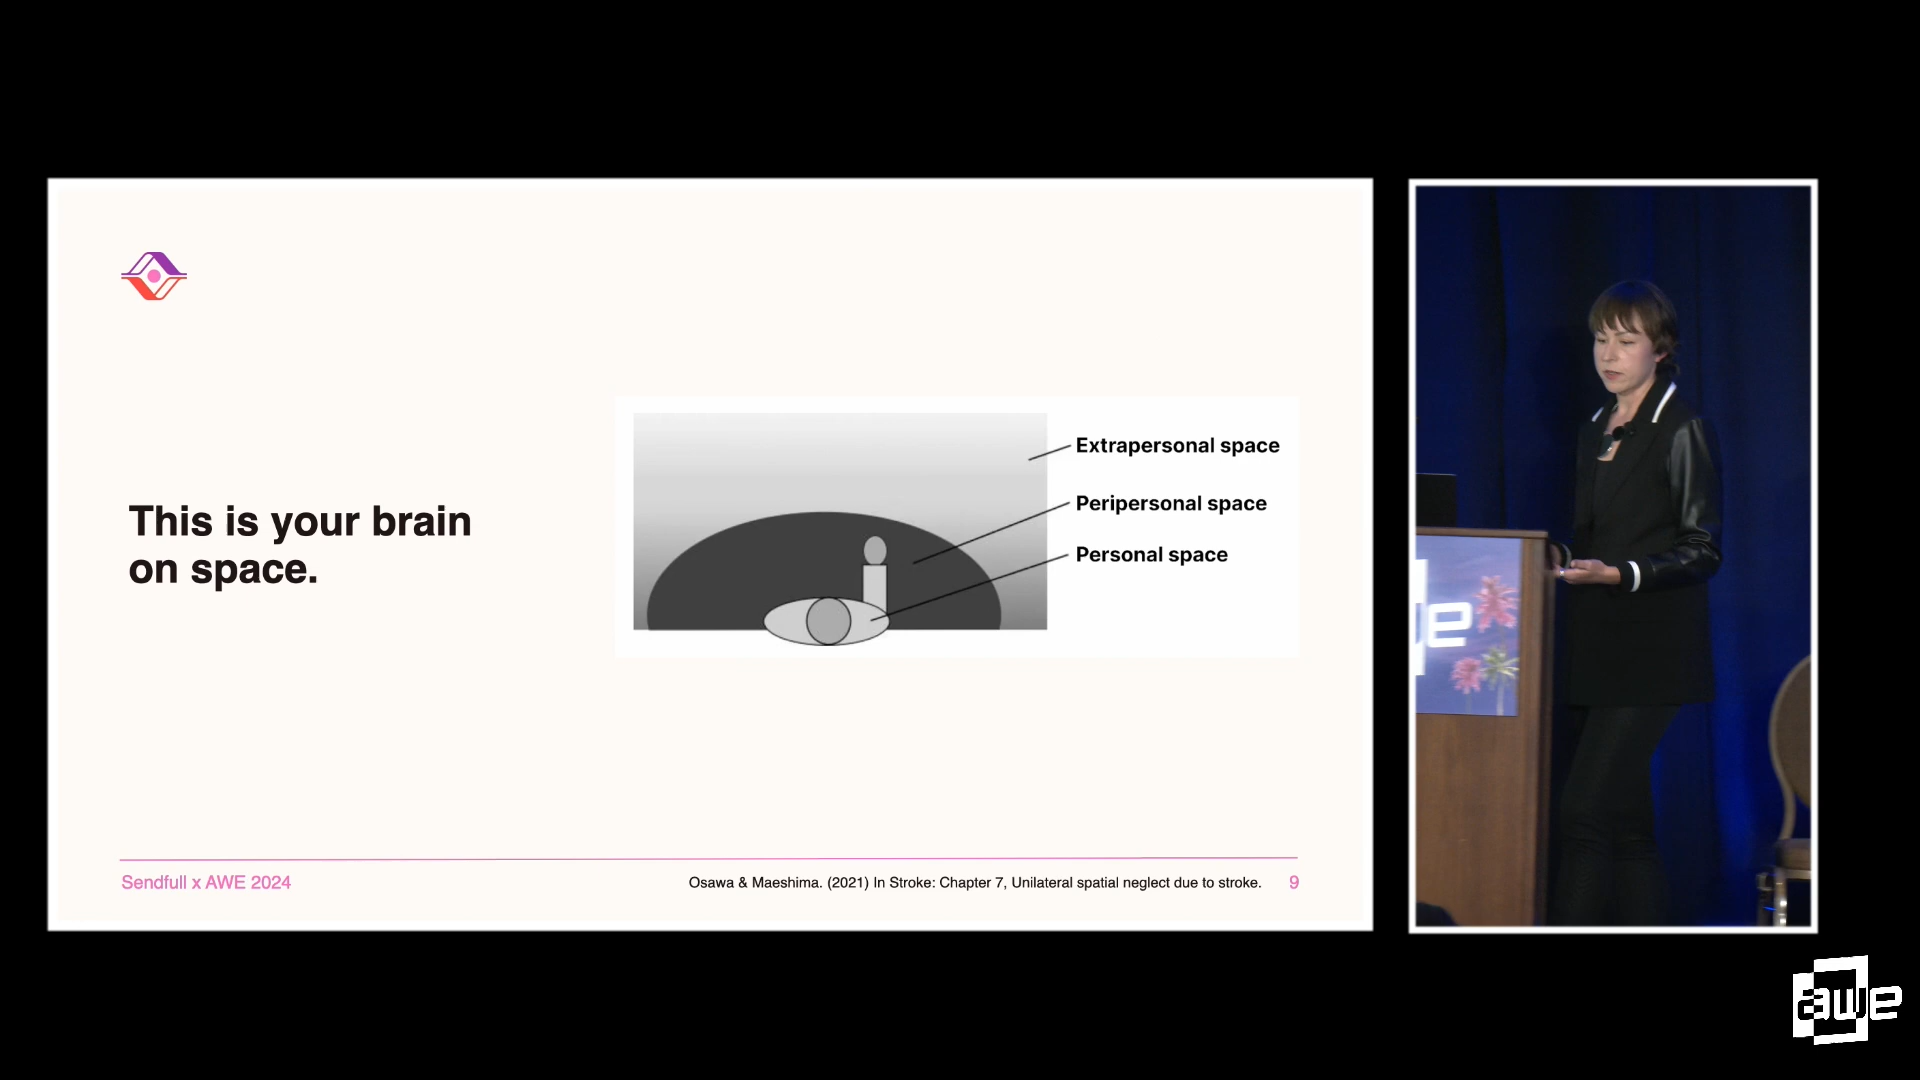 This is your brain
on space.
Extrapersonal space
Peripersonal space
Personal space
Sendfull x AWE 2024
Osawa & Maeshima. (2021) In Stroke: Chapter 7, Unilateral spatial neglect due to stroke.
9
e
awe